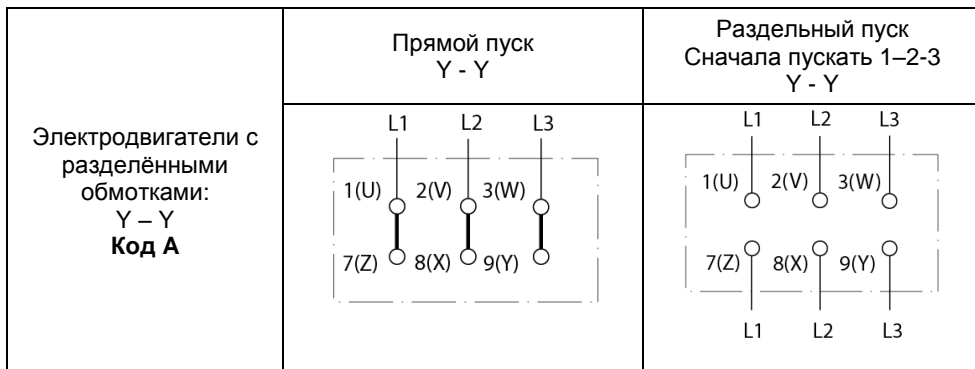 Электродвигатели с
разделёнными
обмотками:
Y – Y
Код А
Прямой пуск
Y - Y
Раздельный пуск
Сначала пускать 1–2-3
Y - Y
L1 L2 L3
1(U) 2(V) 3(W)
7(Z) 8(X) 9(Y)
L1 L2 L3
1(U) 2(V) 3(W)
7(Z) 8(X) 9(Y)
L1 L2 L3